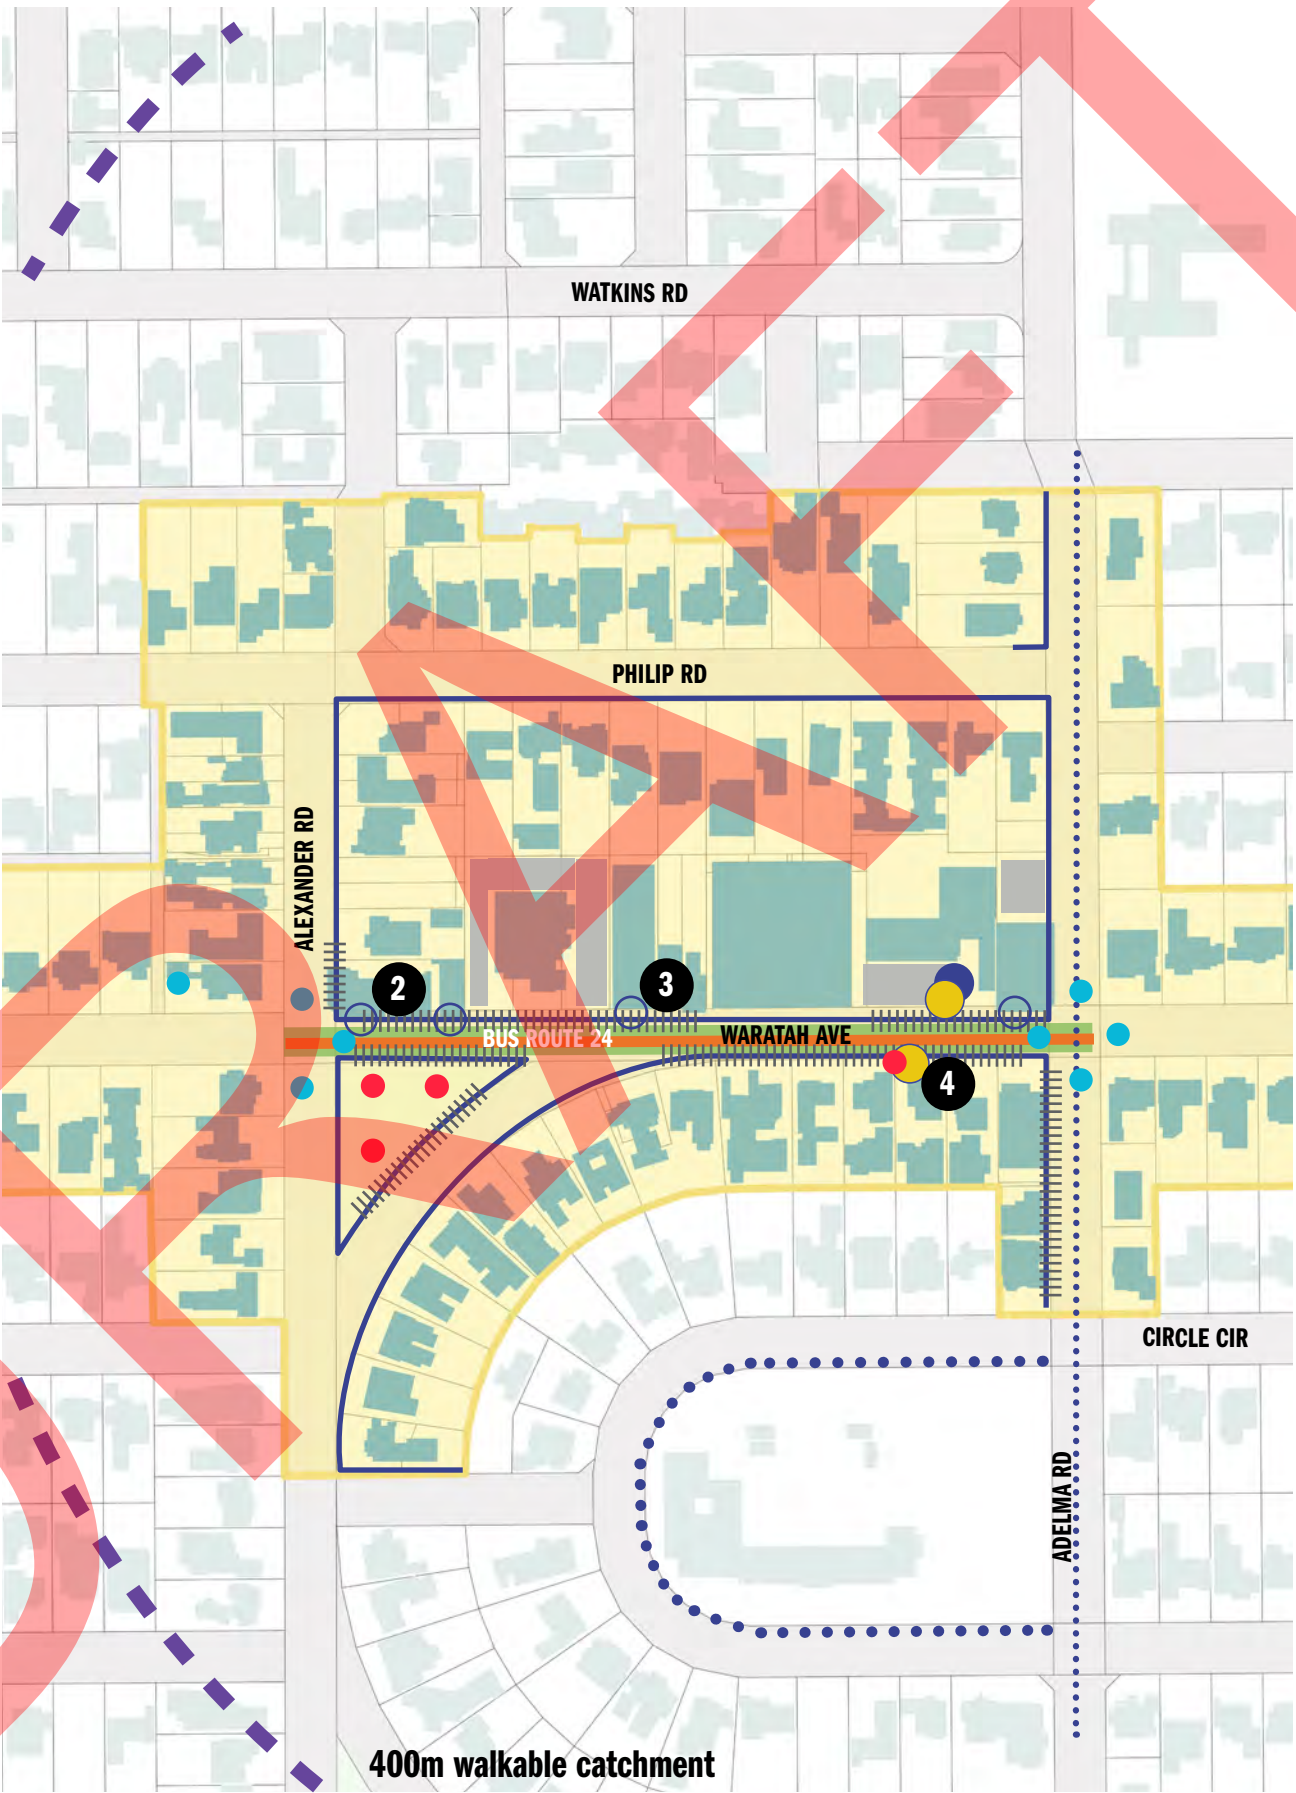 WATKINS RD
PHILIP RD
ALEXANDER RD
2
3
BUS ROUTE 24
WARATAH AVE
4
CIRCLE CIR
ADELMA RD
400m walkable catchment
DRAFT